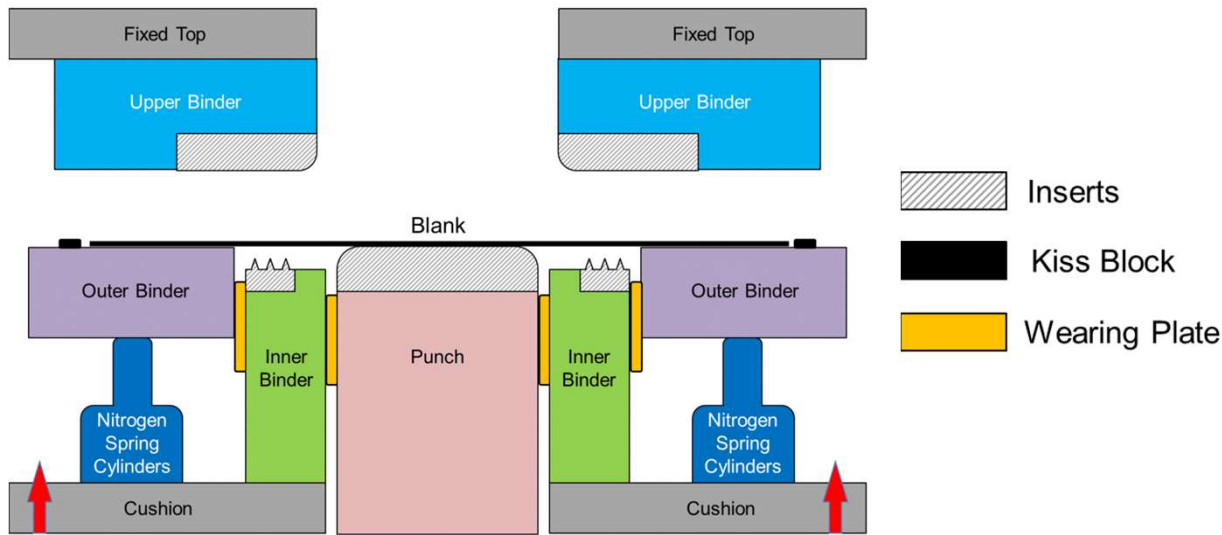 Fixed Top
Fixed Top
Upper Binder
Upper Binder
Inserts
Blank
Kiss Block
Outer Binder
Outer Binder
Wearing Plate
Inner
Binder
Punch
Inner
Binder
Nitrogen
Spring
Cylinders
Nitrogen
Spring
Cylinders
Cushion
Cushion